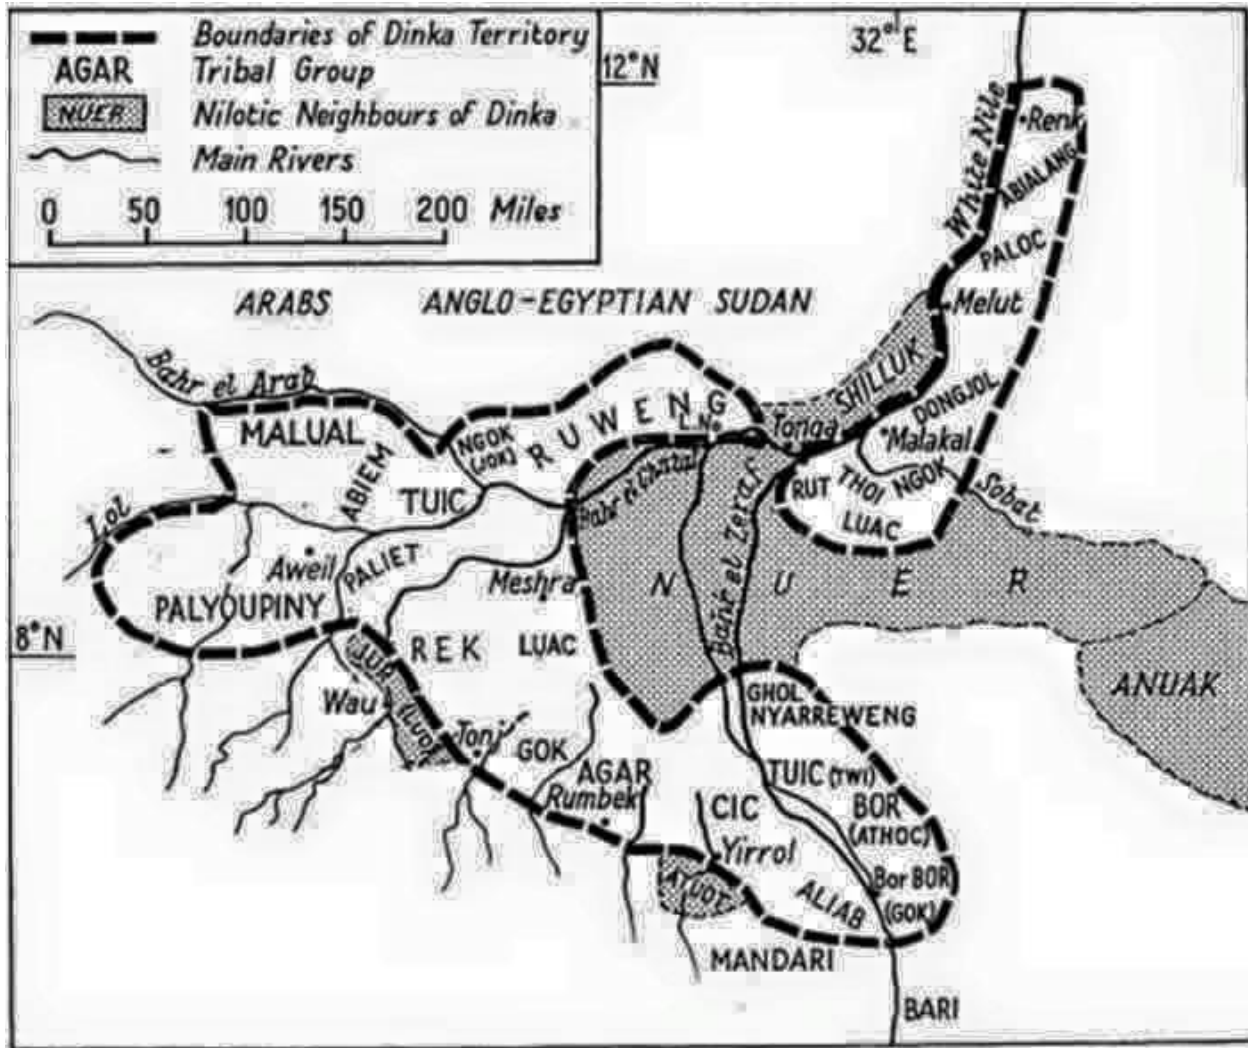 Boundaries of Dinka Territory
AGAR Tribal Group
NUER Nilotic Neighbours of Dinka
Main Rivers
0 50 100 150 200 Miles
32° E
12° N
White Nile
Renk
ABIALANG
PALOC
Melut
ARABS ANGLO-EGYPTIAN SUDAN
Bahr el Arab
SHILLUK
MALUAL
NGOK
(JOK)
RUWENG
L. No
Tonga
DONGJOL
Malakal
ABIEM
TUIC
Bahr el Ghazal
Bahr el Zeraf
RUT
THOI
NGOK
LUAC
Sobat
Lol
Aweil
PALIET
Meshra
NUER
PALYOUPINY
8° N
JUR
(LUO)
REK
LUAC
ANUAK
Wau
Tonj
GOK
GHOL
NYARREWENG
AGAR
Rumbek
TUIC (TWI)
CIC
BOR
(ATHOC)
Yirrol
ATUOT
ALIAB
Bor BOR
(GOK)
MANDARI
BARI